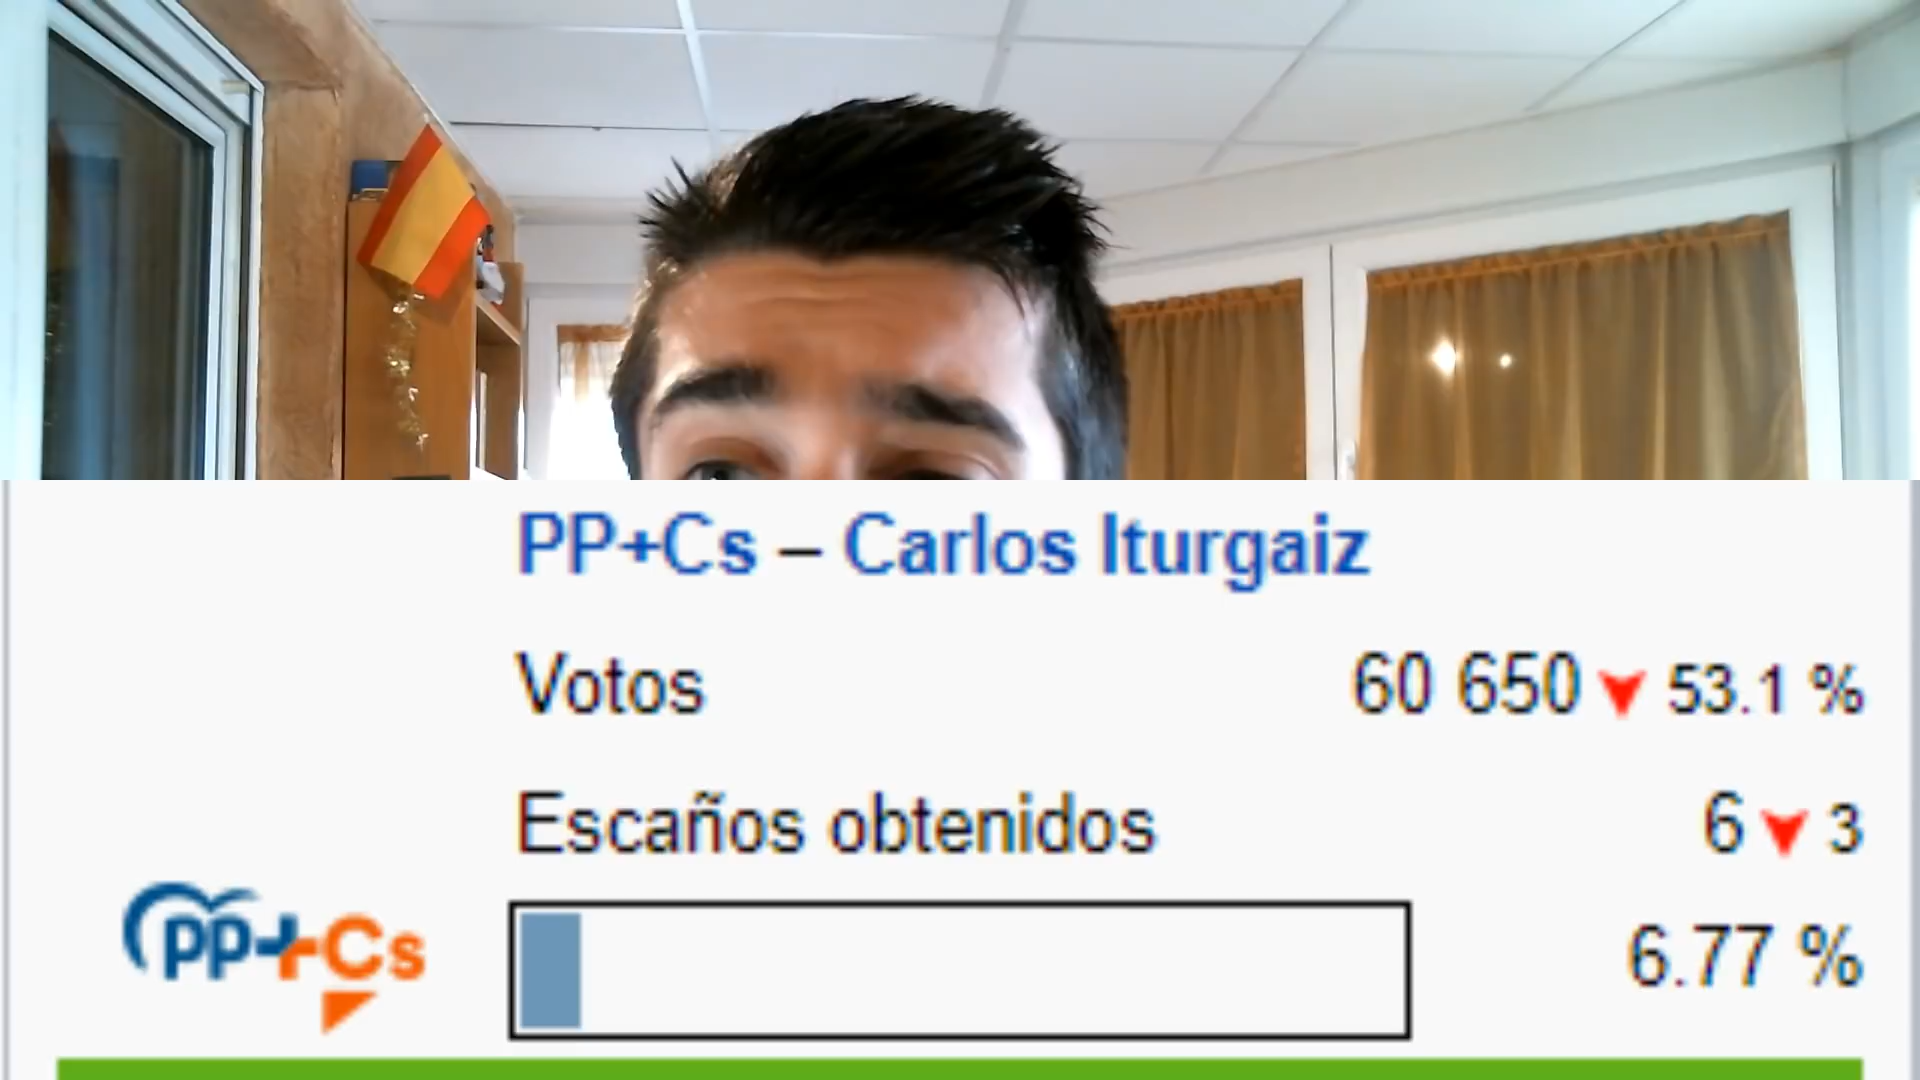 PP+Cs – Carlos Iturgaiz
Votos 60 650 53.1 %
Escaños obtenidos 6 3
pp+Cs 6.77 %